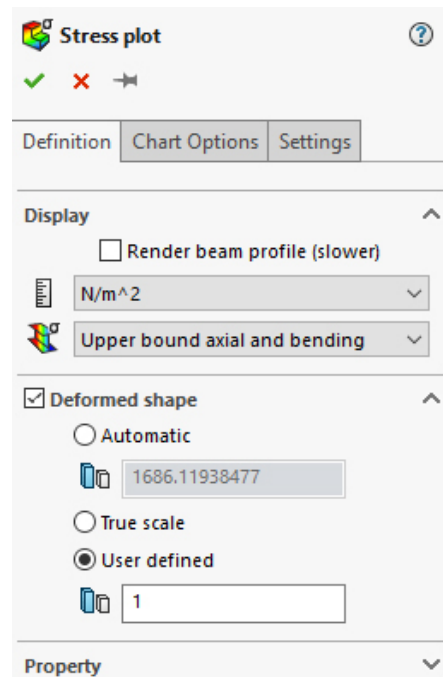 Stress plot
?
Definition Chart Options Settings
Display
Render beam profile (slower)
N/m^2
Upper bound axial and bending
Deformed shape
Automatic
1686.11938477
True scale
User defined
1
Property